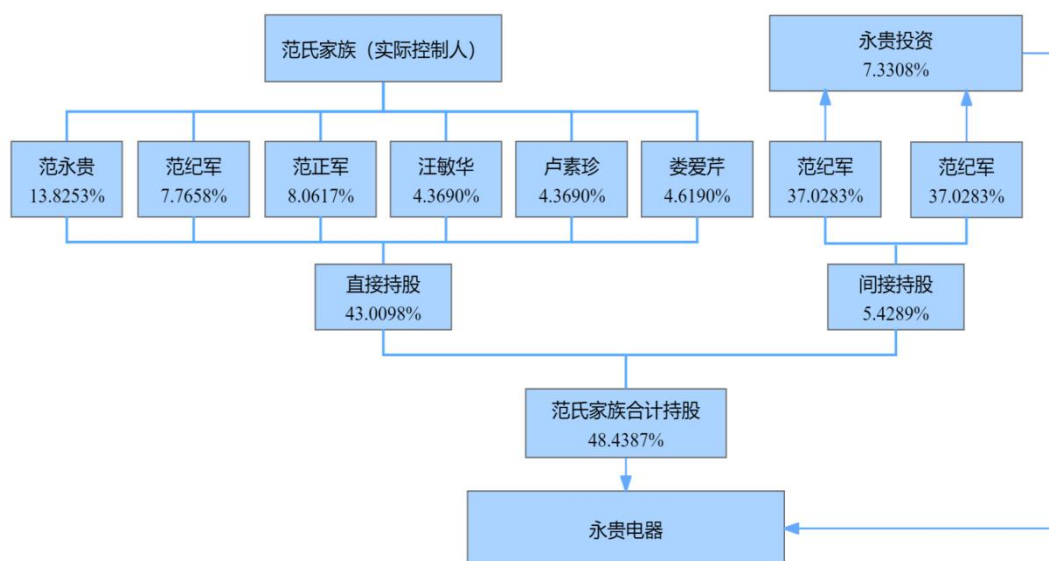 范氏家族（实际控制人）
永贵投资
7.3308%
范永贵
13.8253%
范纪军
7.7658%
范正军
8.0617%
汪敏华
4.3690%
卢素珍
4.3690%
娄爱芹
4.6190%
范纪军
37.0283%
范纪军
37.0283%
直接持股
43.0098%
间接持股
5.4289%
范氏家族合计持股
48.4387%
永贵电器